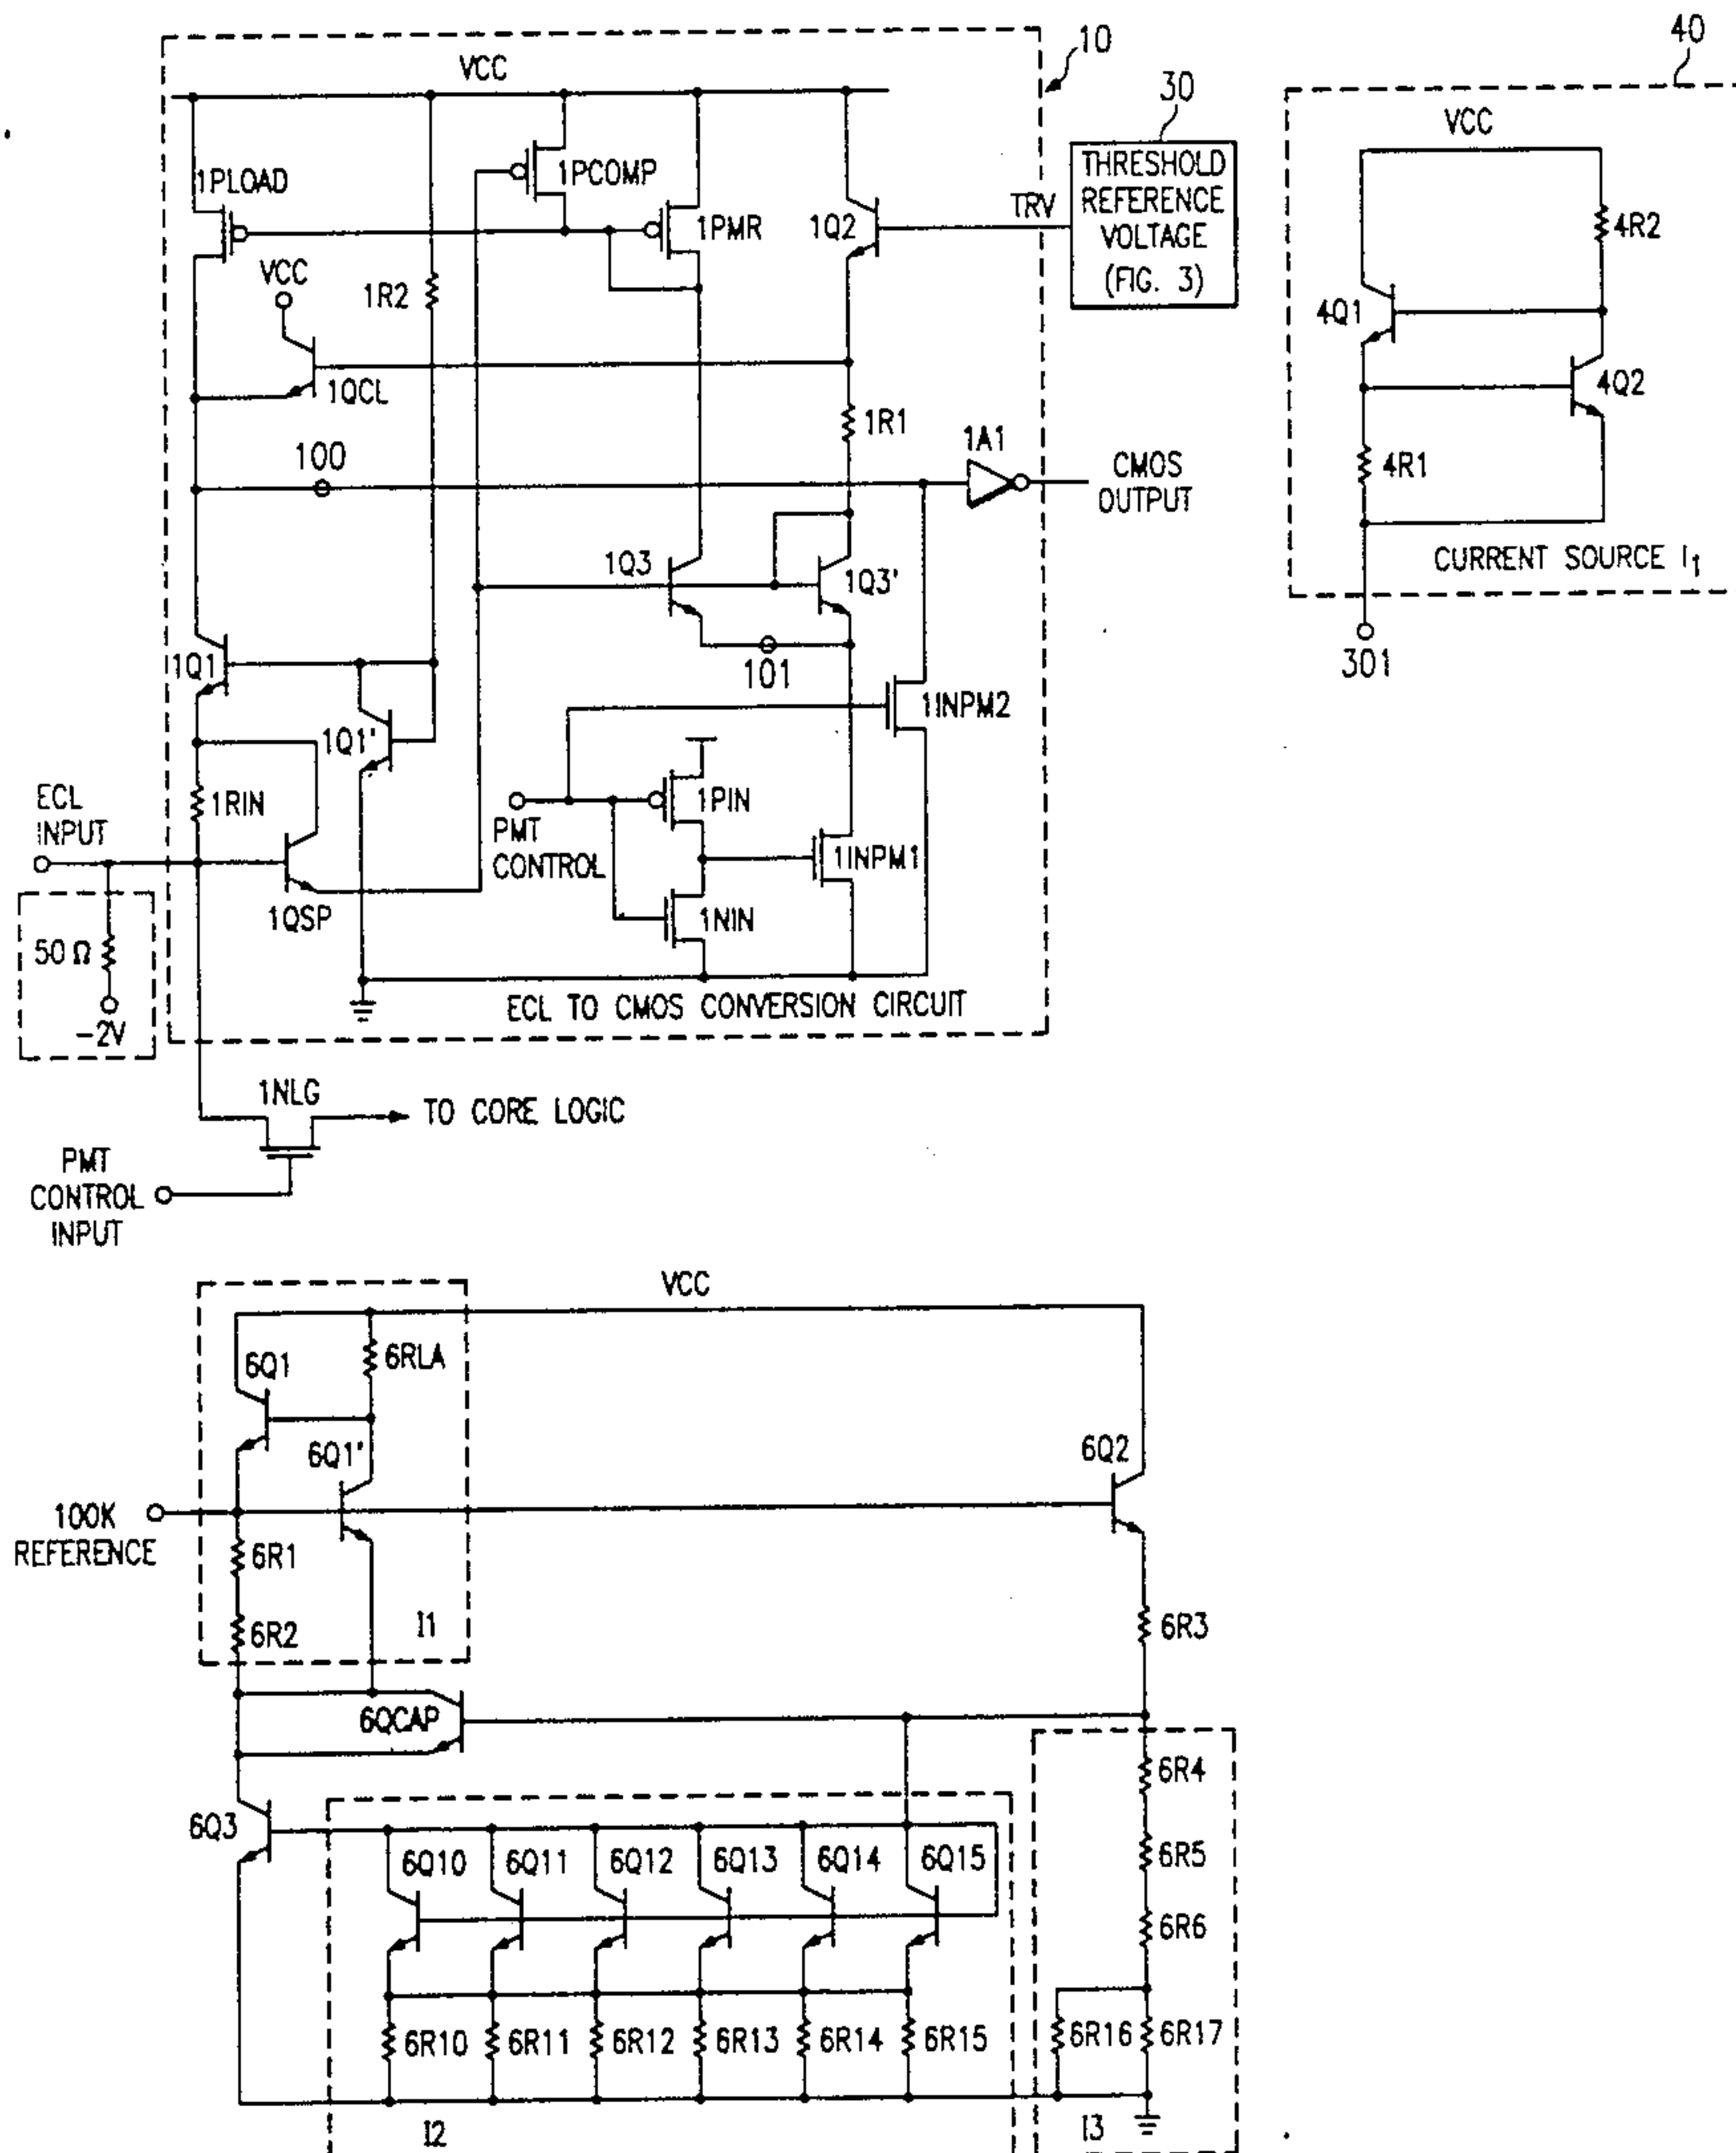 10
40
VCC
30
VCC
1PLOAD
1PCOMP
THRESHOLD
REFERENCE
VOLTAGE
(FIG. 3)
TRV
1PMR
1Q2
4R2
VCC
1R2
4Q1
1QCL
4Q2
1R1
100
1A1
CMOS
OUTPUT
4R1
CURRENT SOURCE I1
1Q3
1Q3'
301
1Q1
101
1INPM2
1Q1'
ECL
INPUT
1RIN
1PIN
PMT
CONTROL
1INPM1
1QSP
1NIN
50 Ω
-2V
ECL TO CMOS CONVERSION CIRCUIT
1NLG
TO CORE LOGIC
PMT
CONTROL
INPUT
VCC
6RLA
6Q1
6Q1'
6Q2
100K
REFERENCE
6R1
6R2
I1
6R3
6QCAP
6R4
6Q3
6Q10
6Q11
6Q12
6Q13
6Q14
6Q15
6R5
6R6
6R10
6R11
6R12
6R13
6R14
6R15
6R16
6R17
I2
I3